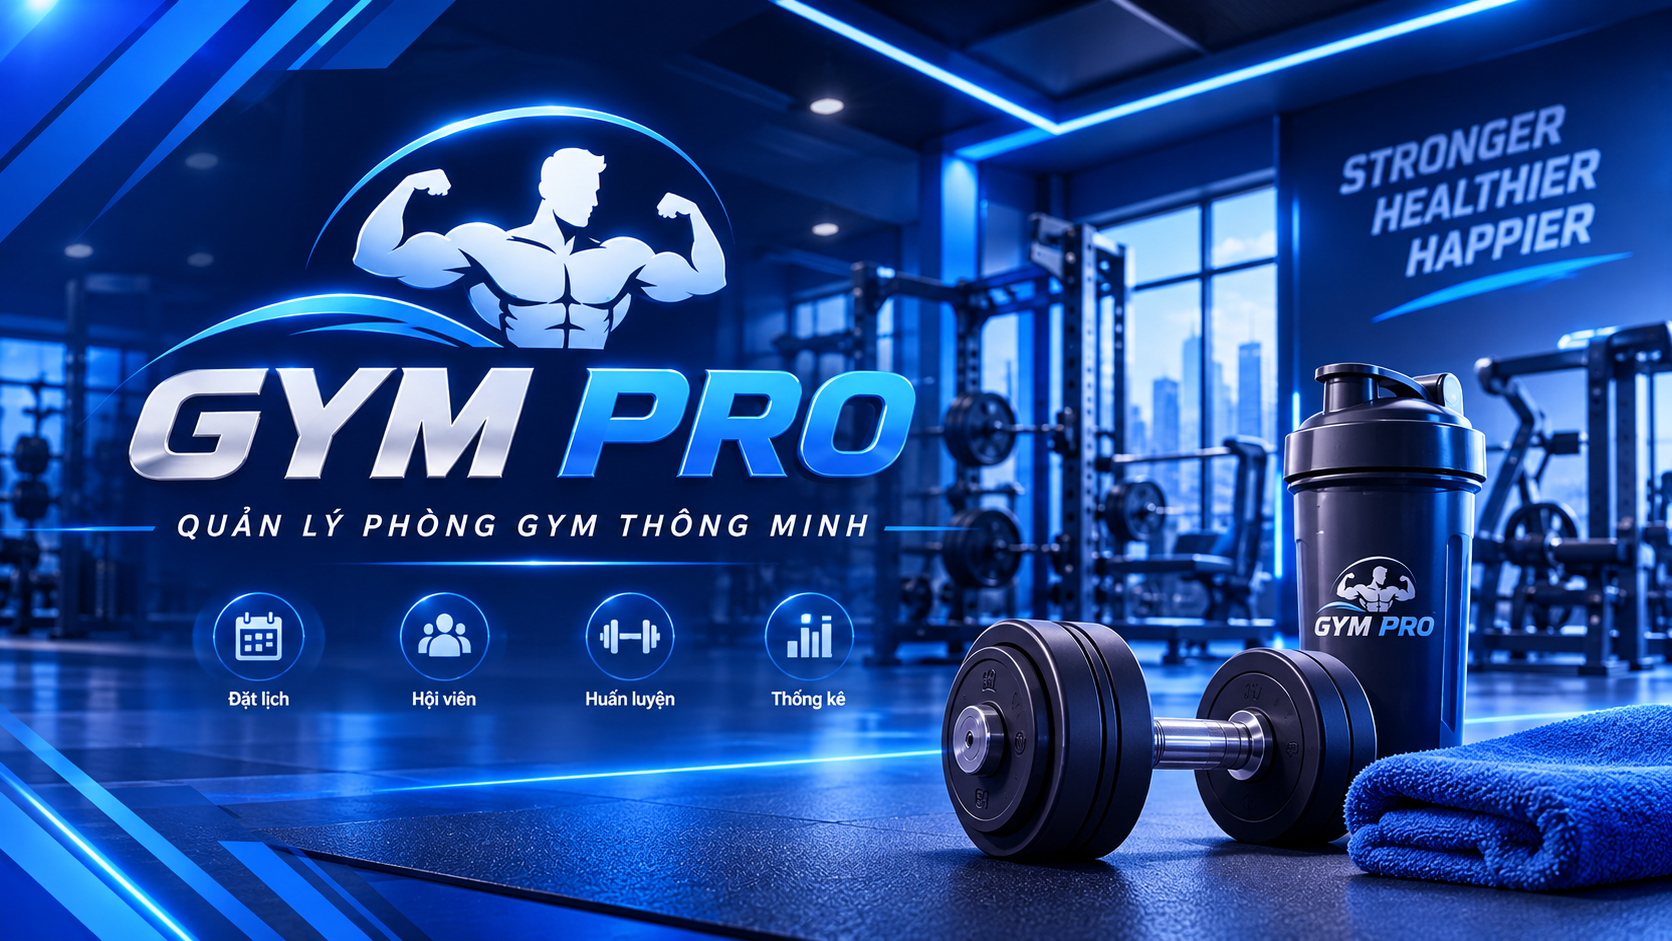 GYM PRO
QUẢN LÝ PHÒNG GYM THÔNG MINH
Đặt lịch
Hội viên
Huấn luyện
Thống kê
STRONGER
HEALTHIER
HAPPIER
GYM PRO